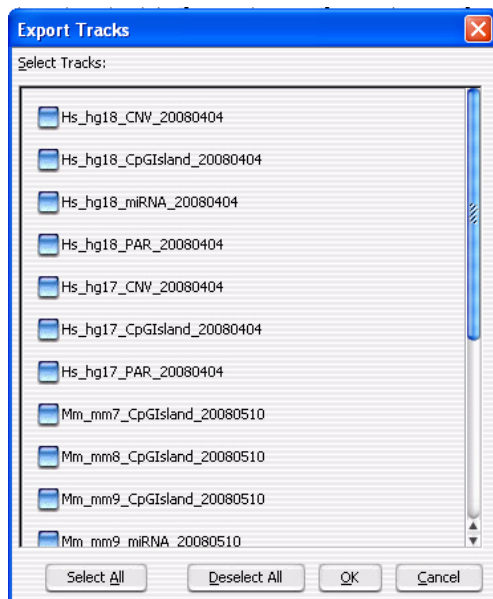 Export Tracks
Select Tracks:
Hs_hg18_CNV_20080404
Hs_hg18_CpGIsland_20080404
Hs_hg18_miRNA_20080404
Hs_hg18_PAR_20080404
Hs_hg17_CNV_20080404
Hs_hg17_CpGIsland_20080404
Hs_hg17_PAR_20080404
Mm_mm7_CpGIsland_20080510
Mm_mm8_CpGIsland_20080510
Mm_mm9_CpGIsland_20080510
Mm_mm9_miRNA_20080510
Select All Deselect All OK Cancel